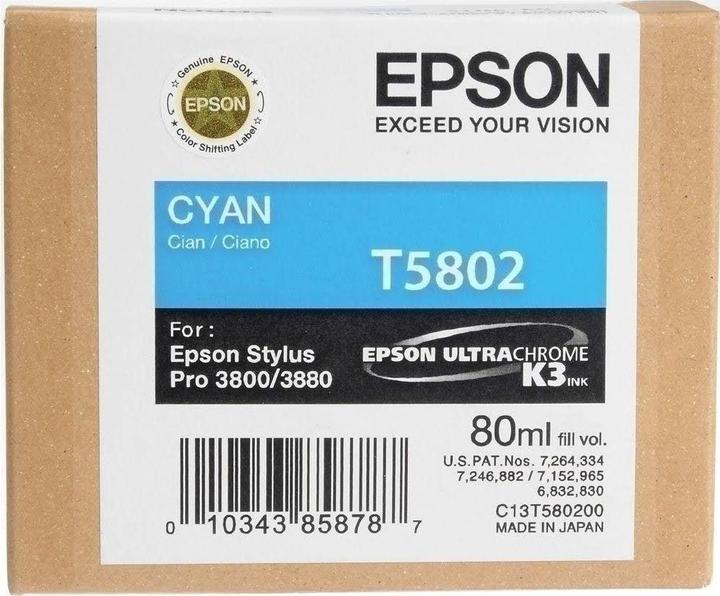 Genuine EPSON
EPSON
Color Shifting Label
EPSON
EXCEED YOUR VISION
CYAN
Cian / Ciano
T5802
For :
Epson Stylus
Pro 3800/3880
EPSON ULTRACHROME
K3 INK
80ml fill vol.
U.S.PAT.Nos. 7,264,334
7,246,882 / 7,152,965
6,832,830
C13T580200
MADE IN JAPAN
0 10343 85878 7